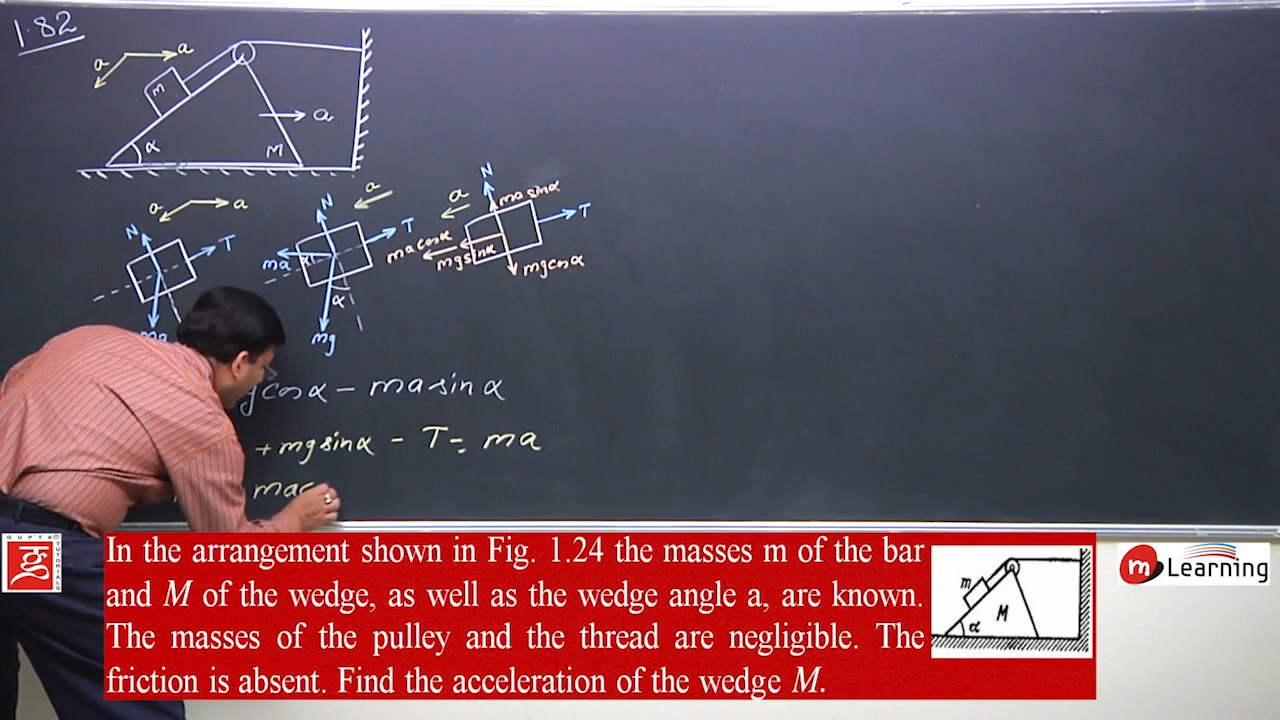 1.82
a a
m
a
α M
a a
N T
ma
a
N T
ma α
α
mg
a
N ma sinα
T
ma cosα
mg sinα
mg cosα
gcosα - ma sinα
+ mg sinα - T = ma
mac
GUPTA® TUTORIALS
In the arrangement shown in Fig. 1.24 the masses m of the bar
and M of the wedge, as well as the wedge angle a, are known.
The masses of the pulley and the thread are negligible. The
friction is absent. Find the acceleration of the wedge M.
m
M
α
m Learning